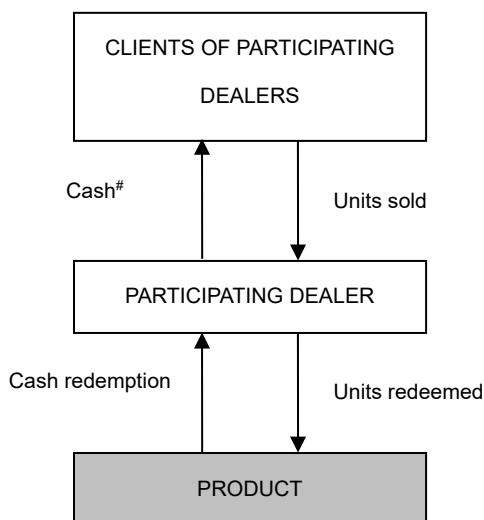 CLIENTS OF PARTICIPATING
DEALERS
Cash#
Units sold
PARTICIPATING DEALER
Cash redemption
Units redeemed
PRODUCT